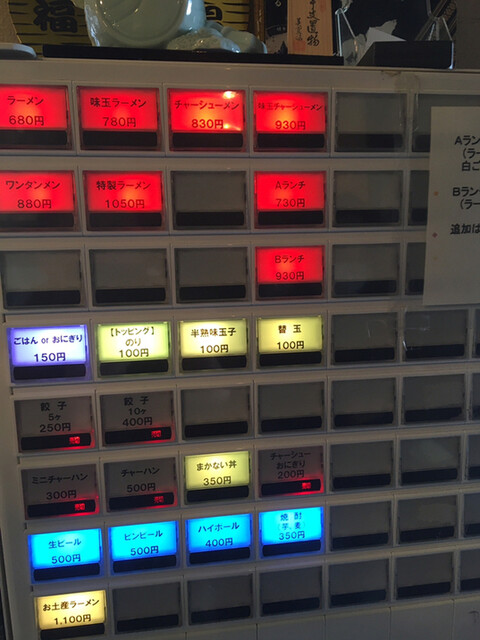 福
ラーメン
680円
味玉ラーメン
780円
チャーシューメン
830円
味玉チャーシューメン
930円
ワンタンメン
880円
特製ラーメン
1050円
Aランチ
730円
Bランチ
930円
ごはん or おにぎり
150円
【トッピング】
のり
100円
半熟味玉子
100円
替玉
100円
餃子
5ヶ
250円
餃子
10ヶ
400円
ミニチャーハン
300円
チャーハン
500円
まかない丼
350円
チャーシュー
おにぎり
200円
生ビール
500円
ビンビール
500円
ハイボール
400円
焼酎
(芋、麦)
350円
お土産ラーメン
1,100円
Aラン
(ラー
白ご
Bラン
(ラー
追加は